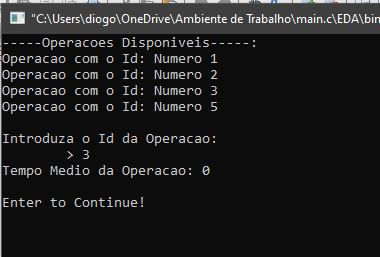 "C:\Users\diogo\OneDrive\Ambiente de Trabalho\main.c\EDA\bin
-----Operacoes Disponiveis-----:
Operacao com o Id: Numero 1
Operacao com o Id: Numero 2
Operacao com o Id: Numero 3
Operacao com o Id: Numero 5
Introduza o Id da Operacao:
> 3
Tempo Medio da Operacao: 0
Enter to Continue!